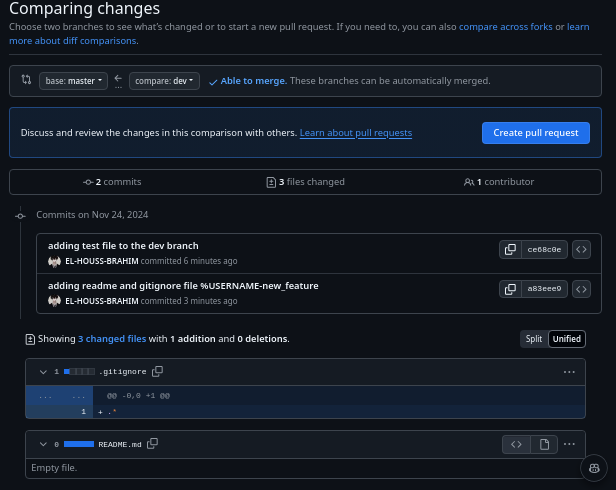 Comparing changes
Choose two branches to see what's changed or to start a new pull request. If you need to, you can also compare across forks or learn
more about diff comparisons.
base: master ← compare: dev ✓ Able to merge. These branches can be automatically merged.
...
Discuss and review the changes in this comparison with others. Learn about pull requests Create pull request
2 commits 3 files changed 1 contributor
Commits on Nov 24, 2024
adding test file to the dev branch ce68c0e
EL-HOUSS-BRAHIM committed 6 minutes ago
adding readme and gitignore file %USERNAME-new_feature a83eee9
EL-HOUSS-BRAHIM committed 3 minutes ago
Showing 3 changed files with 1 addition and 0 deletions. Split Unified
1 .gitignore ...
... ... @@ -0,0 +1 @@
1 + .*
0 README.md <> ...
Empty file.